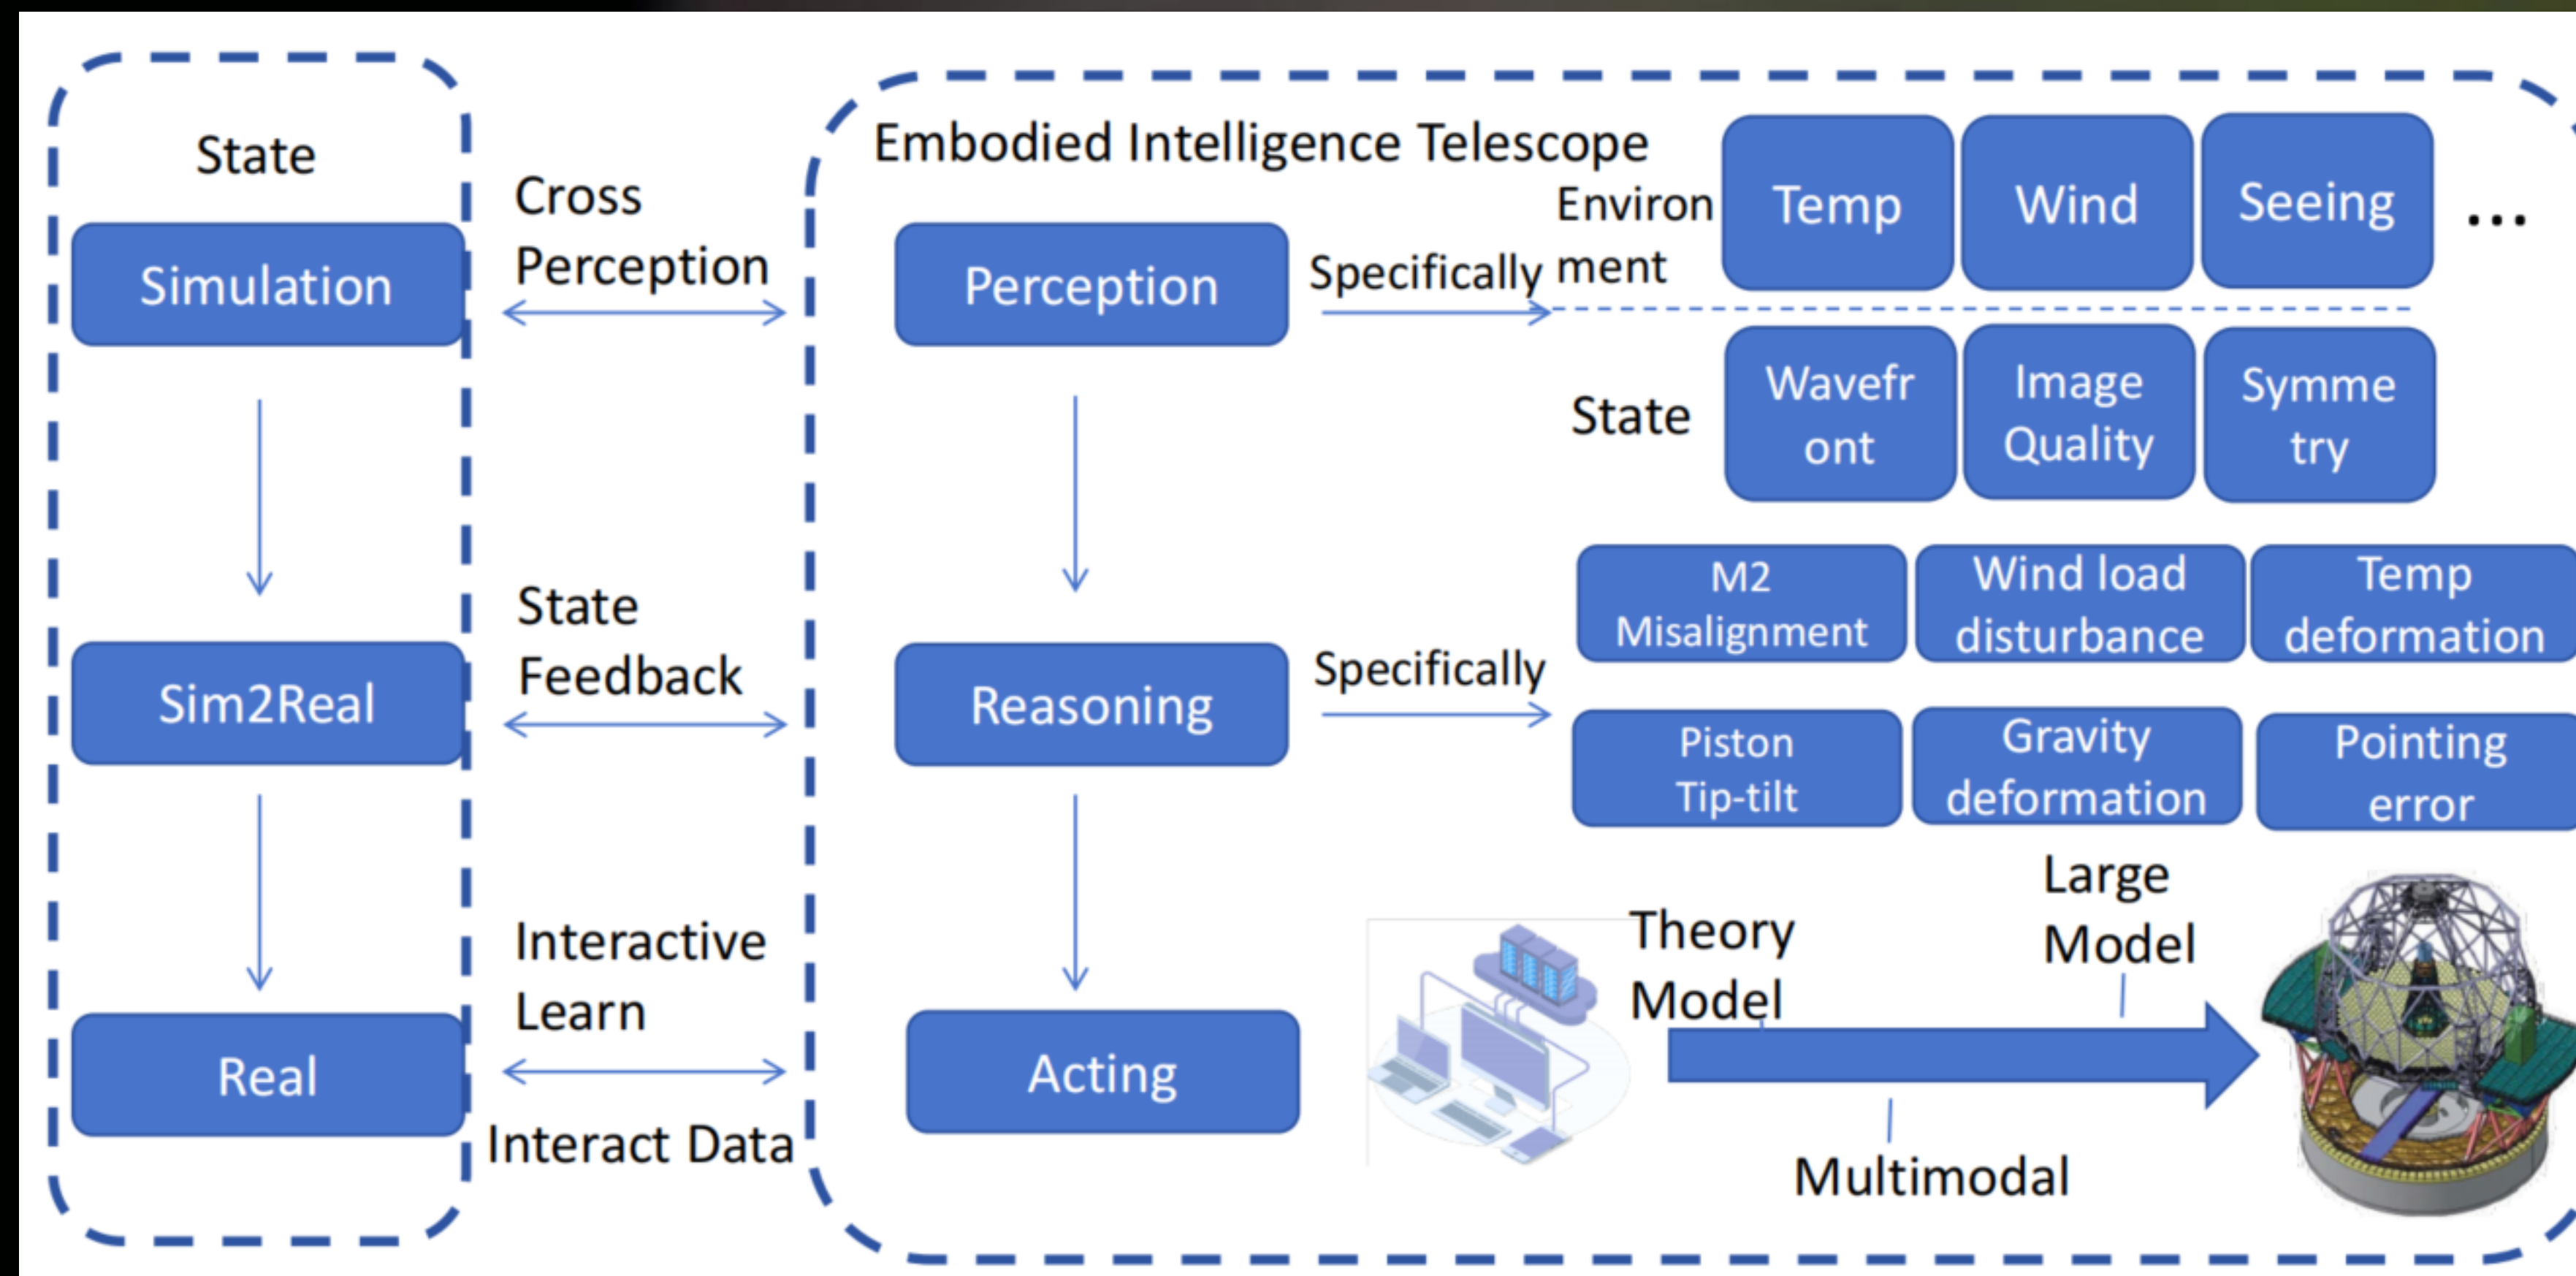 State
Simulation
Sim2Real
Real
Cross
Perception
State
Feedback
Interactive
Learn
Interact Data
Embodied Intelligence Telescope
Perception
Reasoning
Acting
Specifically
Environ
ment
Temp
Wind
Seeing
...
State
Wavefr
ont
Image
Quality
Symme
try
Specifically
M2
Misalignment
Wind load
disturbance
Temp
deformation
Piston
Tip-tilt
Gravity
deformation
Pointing
error
Theory
Model
Large
Model
Multimodal